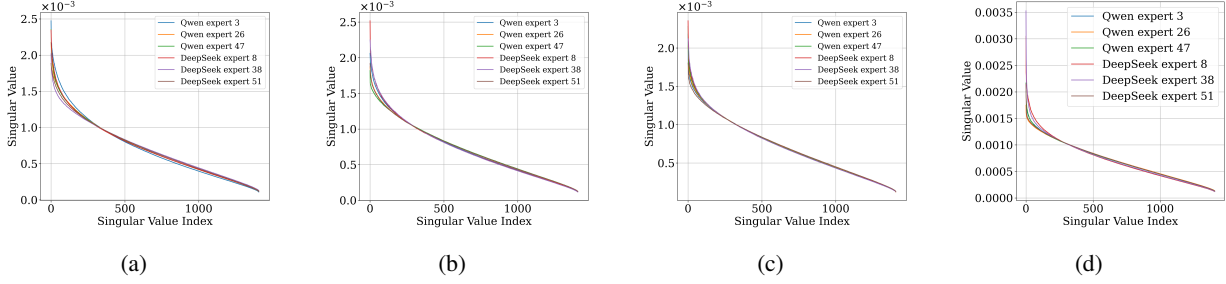 ×10⁻³
2.5
2.0
1.5
1.0
0.5
0.0
Singular Value
0
500
1000
Singular Value Index
Qwen expert 3
Qwen expert 26
Qwen expert 47
DeepSeek expert 8
DeepSeek expert 38
DeepSeek expert 51
(a)
×10⁻³
2.5
2.0
1.5
1.0
0.5
0.0
Singular Value
0
500
1000
Singular Value Index
Qwen expert 3
Qwen expert 26
Qwen expert 47
DeepSeek expert 8
DeepSeek expert 38
DeepSeek expert 51
(b)
×10⁻³
2.0
1.5
1.0
0.5
Singular Value
0
500
1000
Singular Value Index
Qwen expert 3
Qwen expert 26
Qwen expert 47
DeepSeek expert 8
DeepSeek expert 38
DeepSeek expert 51
(c)
0.0035
0.0030
0.0025
0.0020
0.0015
0.0010
0.0005
0.0000
Singular Value
0
500
1000
Singular Value Index
Qwen expert 3
Qwen expert 26
Qwen expert 47
DeepSeek expert 8
DeepSeek expert 38
DeepSeek expert 51
(d)